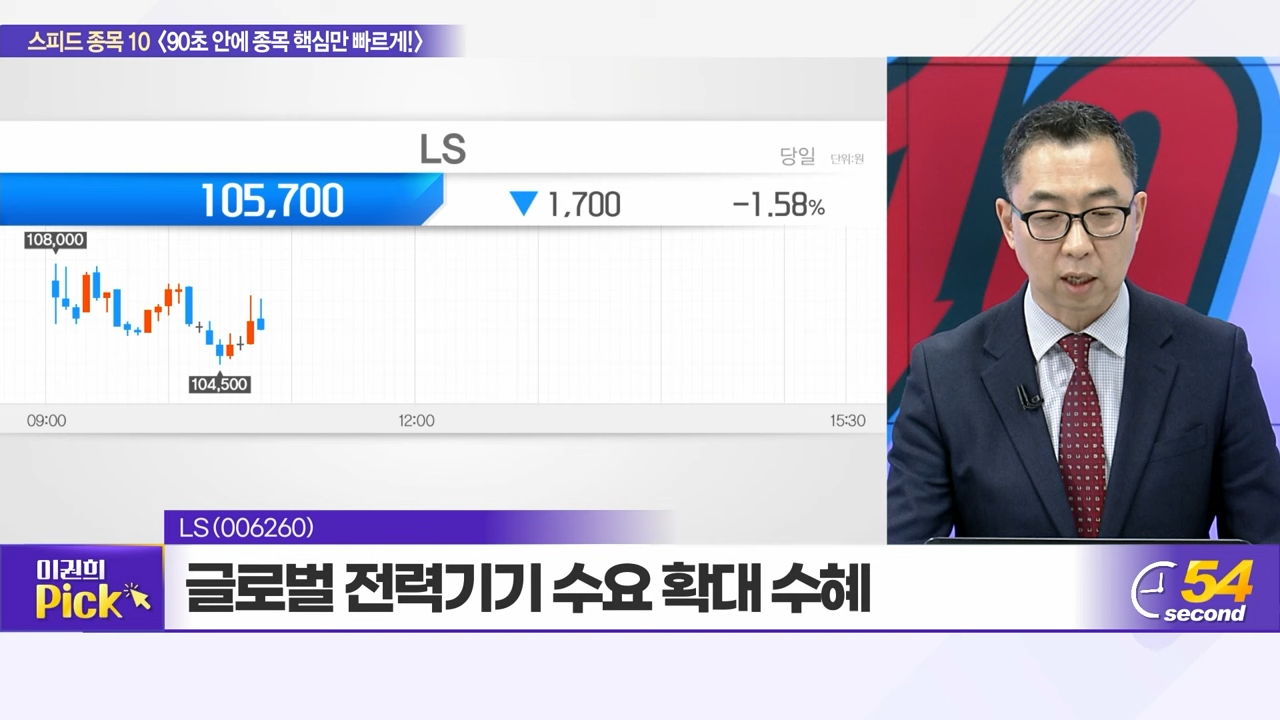 스피드 종목 10 〈90초 안에 종목 핵심만 빠르게!〉
LS
당일 단위:원
105,700 ▼ 1,700 -1.58%
108,000
104,500
09:00 12:00 15:30
LS(006260)
이권희
Pick
글로벌 전력기기 수요 확대 수혜
54
second